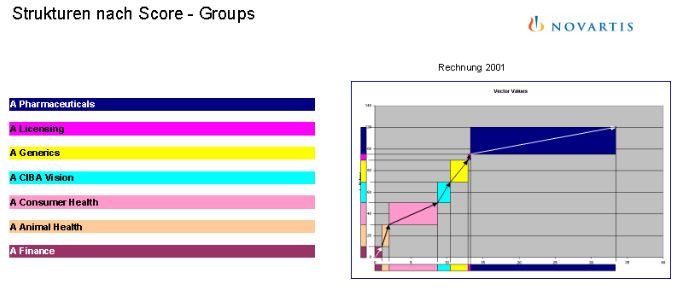 Strukturen nach Score - Groups
NOVARTIS
Rechnung 2001
A Pharmaceuticals
A Licensing
A Generics
A CIBA Vision
A Consumer Health
A Animal Health
A Finance
Vector Values